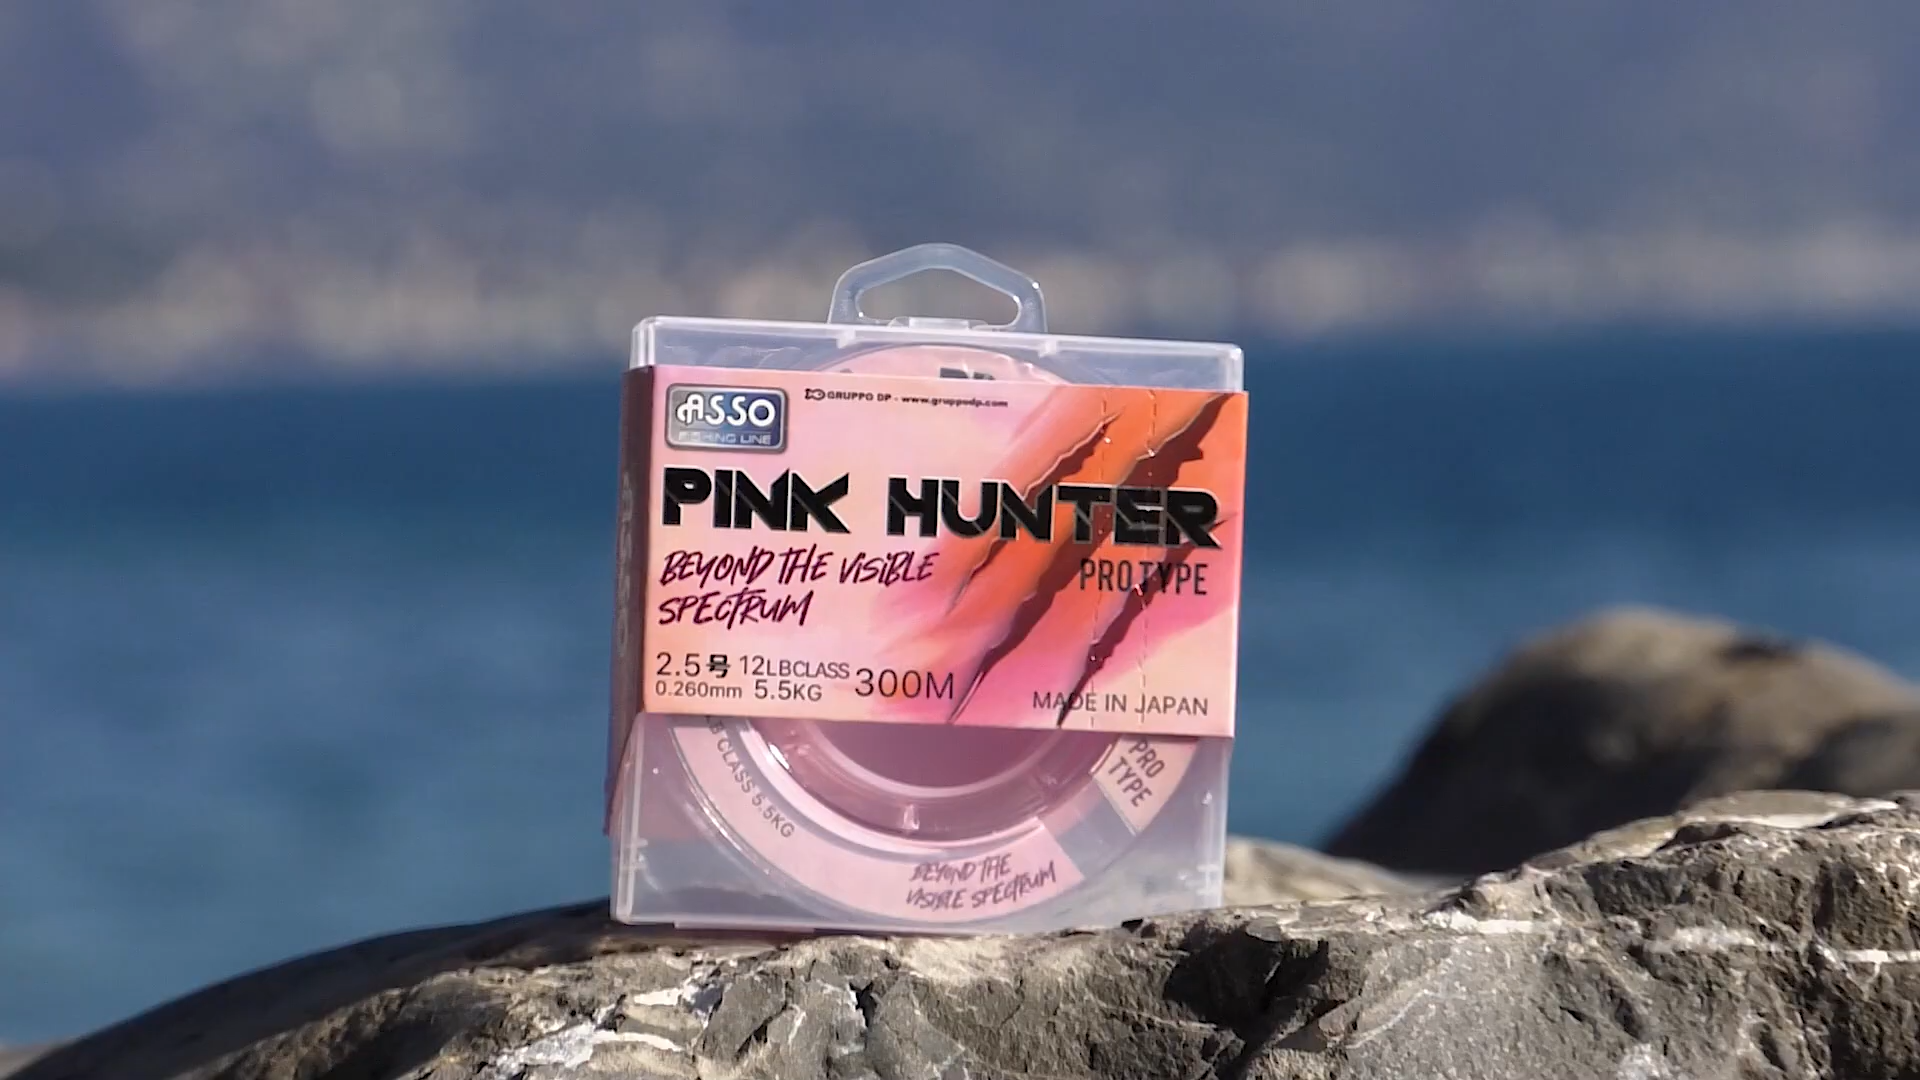 ASSO
FISHING LINE
GRUPPO DP - www.gruppodp.com
PINK HUNTER
PRO TYPE
BEYOND THE VISIBLE
SPECTRUM
2.5号 12LBCLASS 300M
0.260mm 5.5KG
MADE IN JAPAN
CLASS 5.5KG
PRO
TYPE
BEYOND THE
VISIBLE SPECTRUM